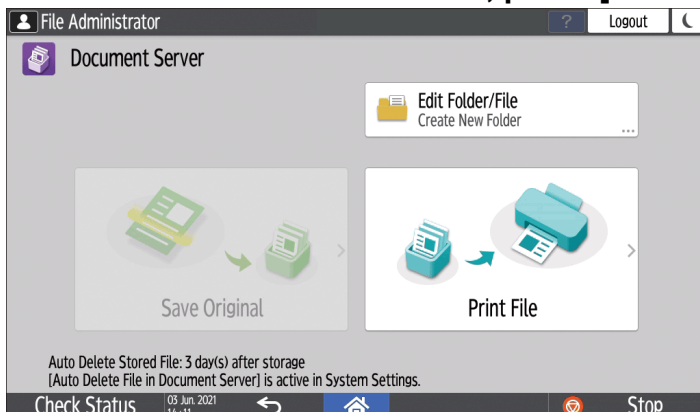 File Administrator
? Logout
Document Server
Edit Folder/File
Create New Folder
...
Save Original
Print File
Auto Delete Stored File: 3 day(s) after storage
[Auto Delete File in Document Server] is active in System Settings.
Check Status
03 Jun. 2021
Stop